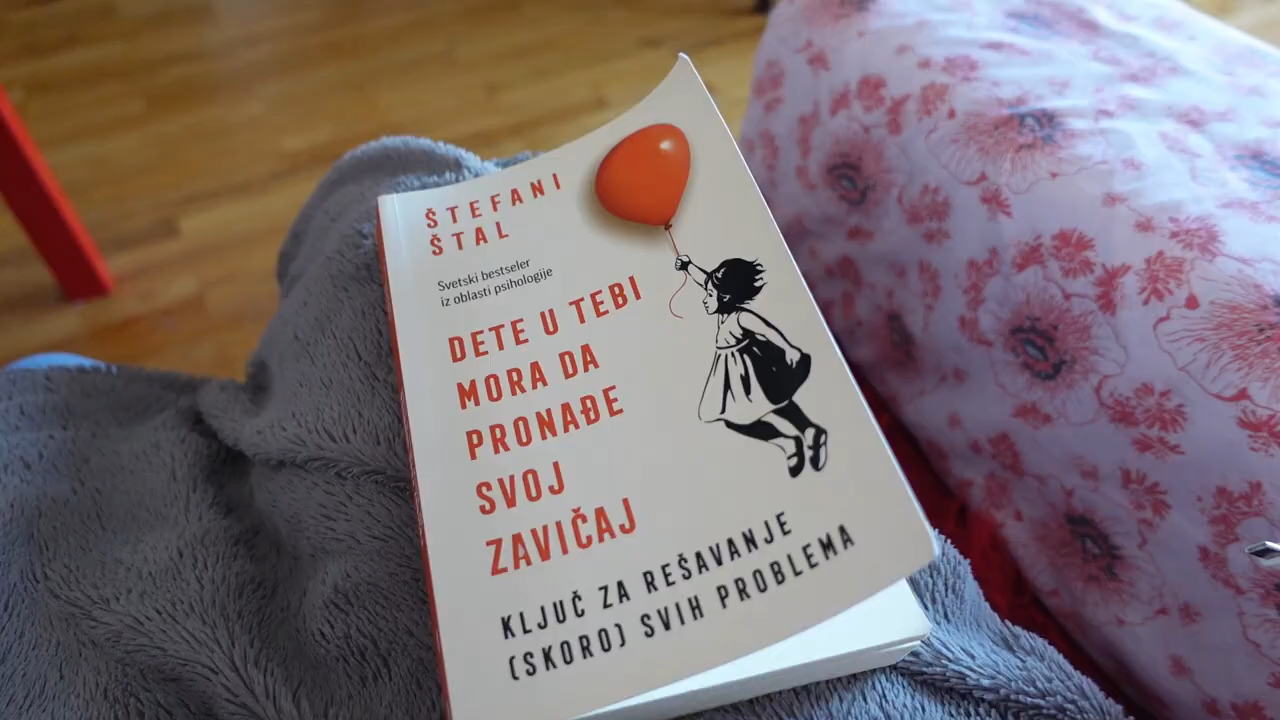 ŠTEFANI
ŠTAL
Svetski bestseler
iz oblasti psihologije
DETE U TEBI
MORA DA
PRONAĐE
SVOJ
ZAVIČAJ
KLJUČ ZA REŠAVANJE
(SKORO) SVIH PROBLEMA